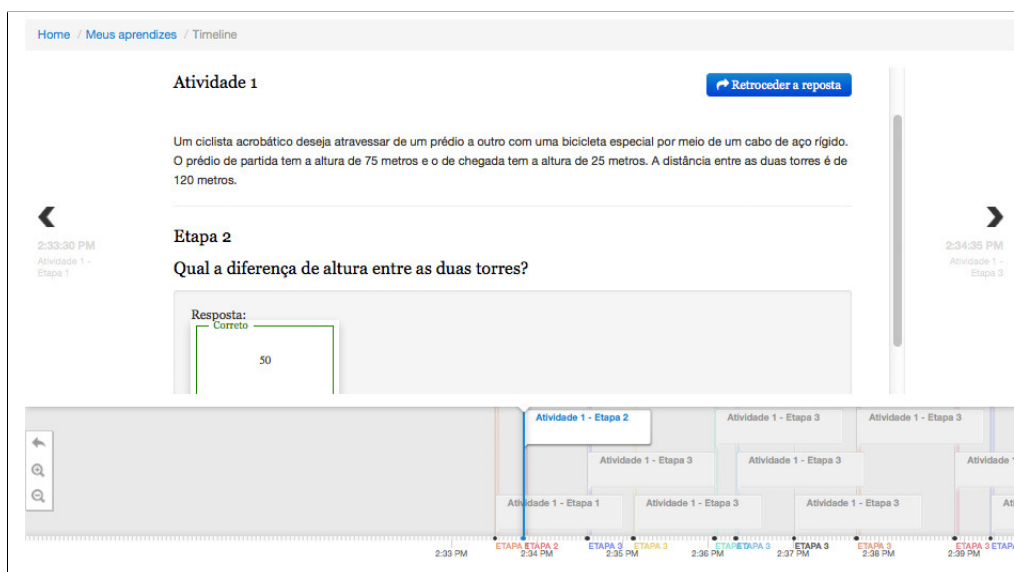 Home / Meus aprendizes / Timeline
Atividade 1
Retroceder a reposta
Um ciclista acrobático deseja atravessar de um prédio a outro com uma bicicleta especial por meio de um cabo de aço rígido.
O prédio de partida tem a altura de 75 metros e o de chegada tem a altura de 25 metros. A distância entre as duas torres é de
120 metros.
2:33:30 PM
Atividade 1 -
Etapa 1
Etapa 2
Qual a diferença de altura entre as duas torres?
2:34:35 PM
Atividade 1 -
Etapa 3
Resposta:
Correto
50
Atividade 1 - Etapa 2
Atividade 1 - Etapa 3
Atividade 1 - Etapa 3
Atividade 1 - Etapa 3
Atividade 1 - Etapa 3
Atividade 1
Atividade 1 - Etapa 1
Atividade 1 - Etapa 3
Atividade 1 - Etapa 3
ETAPA 2
ETAPA 3
ETAPA 3
ETAPA 3
ETAPA 3
ETAPA 3
ETAPA 3
2:33 PM
2:34 PM
2:35 PM
2:36 PM
2:37 PM
2:38 PM
2:39 PM